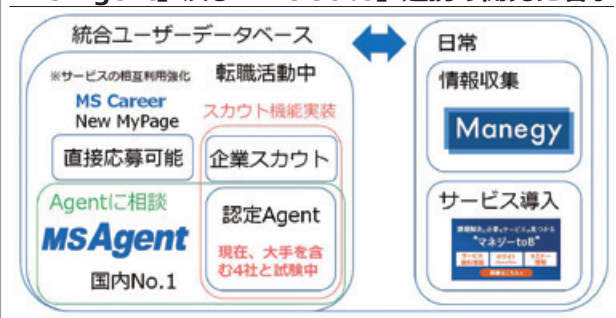 統合ユーザーデータベース
※サービスの相互利用強化
MS Career
New MyPage
直接応募可能
転職活動中
スカウト機能実装
企業スカウト
Agentに相談
MSAgent
国内No.1
認定Agent
現在、大手を含
む4社と試験中
日常
情報収集
Manegy
サービス導入
"マネジーtoB"